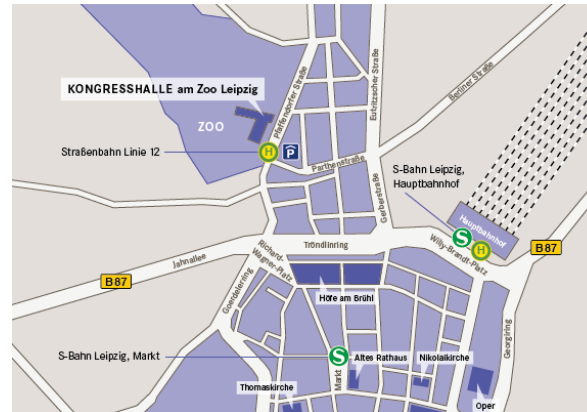 KONGRESSHALLE am Zoo Leipzig
ZOO
Pfaffendorfer Straße
Eutritzscher Straße
Berliner Straße
Straßenbahn Linie 12
H
P
Parthenstraße
Gerberstraße
S-Bahn Leipzig,
Hauptbahnhof
Hauptbahnhof
S
H
Willy-Brandt-Platz
B 87
Tröndlinring
Richard-
Wagner-Platz
Jahnallee
B 87
Goerdelerring
Höfe am Brühl
Georgiring
S-Bahn Leipzig, Markt
S
Markt
Altes Rathaus
Nikolaikirche
Thomaskirche
Oper